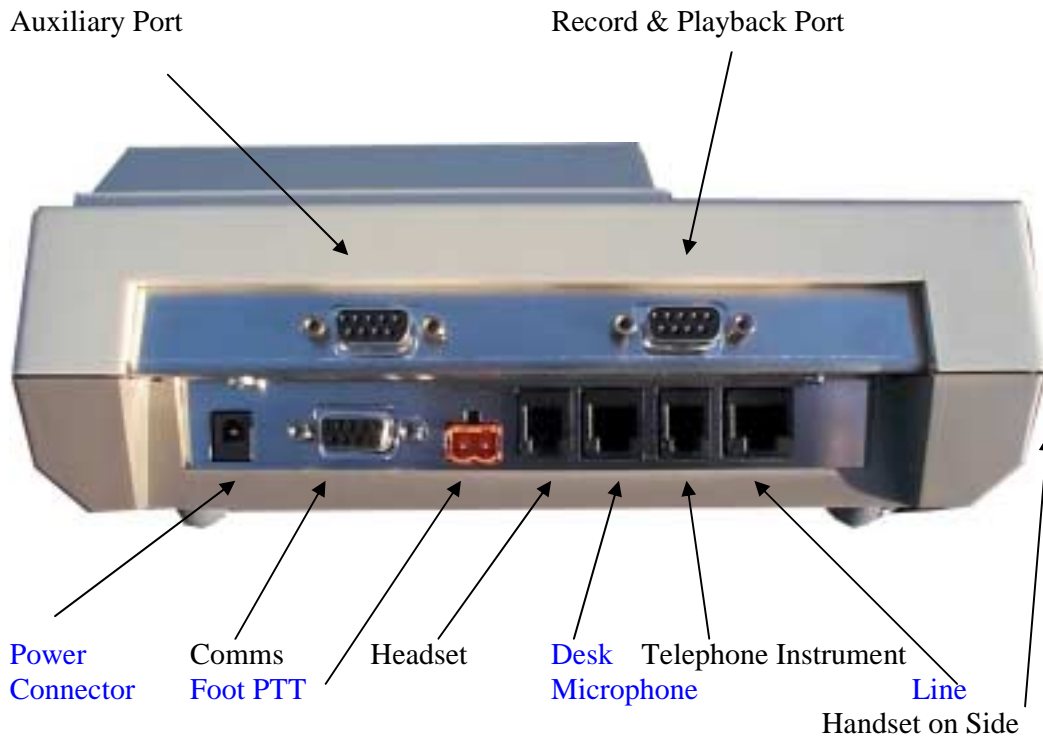 Auxiliary Port
Record & Playback Port
Power Connector
Comms
Foot PTT
Headset
Desk Microphone
Telephone Instrument
Line
Handset on Side